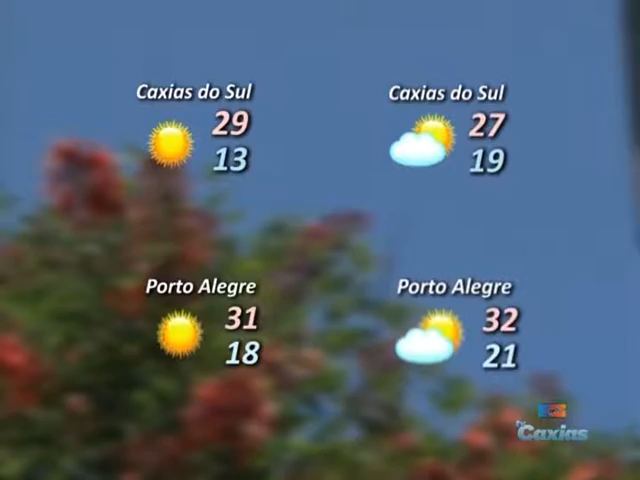 Caxias do Sul
29
13
Caxias do Sul
27
19
Porto Alegre
31
18
Porto Alegre
32
21
Caxias